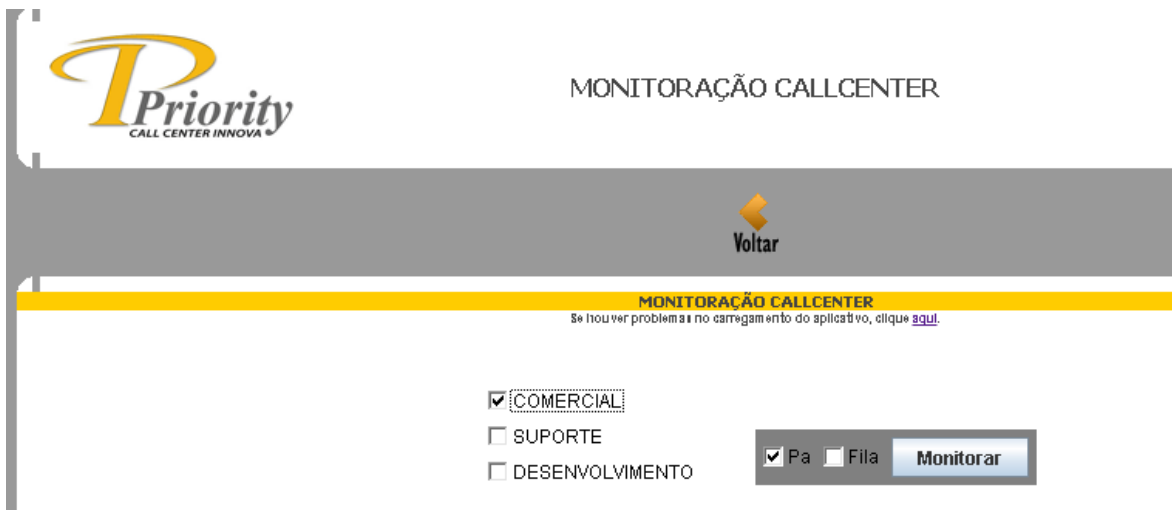 Priority
CALL CENTER INNOVA
MONITORAÇÃO CALLCENTER
Voltar
MONITORAÇÃO CALLCENTER
Se houver problemas no carregamento do aplicativo, clique aqui.
COMERCIAL
SUPORTE
DESENVOLVIMENTO
Pa Fila Monitorar